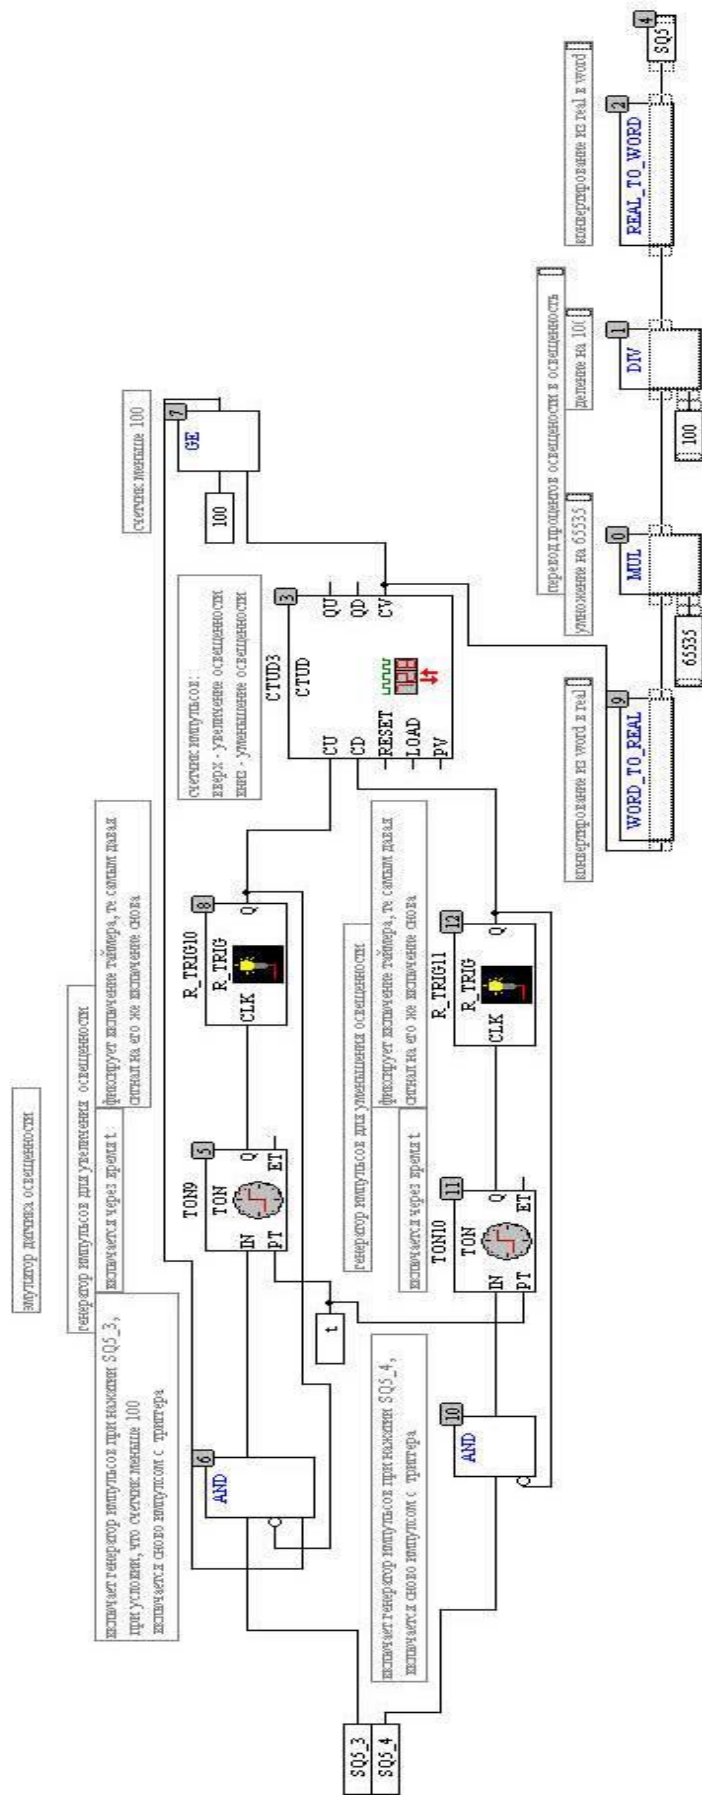 эмулятор датчика освещенности
генератор импульсов для увеличения освещенности
включает генератор импульсов при нажатии SQ5_3,
при условии, что счетчик меньше 100
включается сново импулсом с триггера
включается через время t
фиксирует включение таймера, те самым давая
сигнал на его же включение снова
счетчик импульсов:
вверх - увеличение освещенности
вниз - уменьшение освещенности
счетчик меньше 100
6
AND
5
TON9
TON
IN
Q
PT
ET
8
R_TRIG10
R_TRIG
CLK
Q
3
CTUD3
CTUD
CU
QU
CD
QD
RESET
CV
LOAD
PV
7
GE
100
t
SQ5_3
SQ5_4
генератор импульсов для уменьшения освещенности
включает генератор импульсов при нажатии SQ5_4,
включается сново импулсом с триггера
включается через время t
фиксирует включение таймера, те самым давая
сигнал на его же включение снова
10
AND
11
TON10
TON
IN
Q
PT
ET
12
R_TRIG11
R_TRIG
CLK
Q
перевод процентов освещенности в освещенность
конвертирование из word в real
умножение на 65535
деление на 100
конвертирование из real в word
9
WORD_TO_REAL
0
MUL
65535
1
DIV
100
2
REAL_TO_WORD
4
SQ5